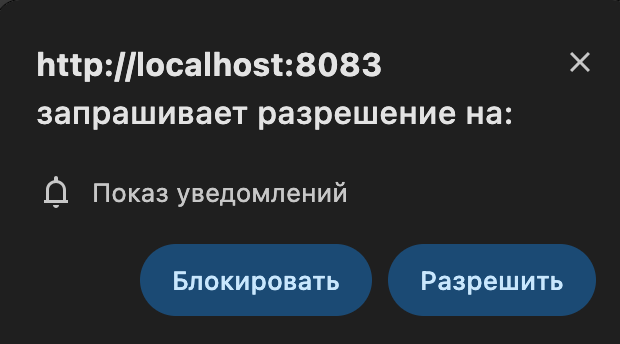 http://localhost:8083
запрашивает разрешение на:
Показ уведомлений
Блокировать
Разрешить